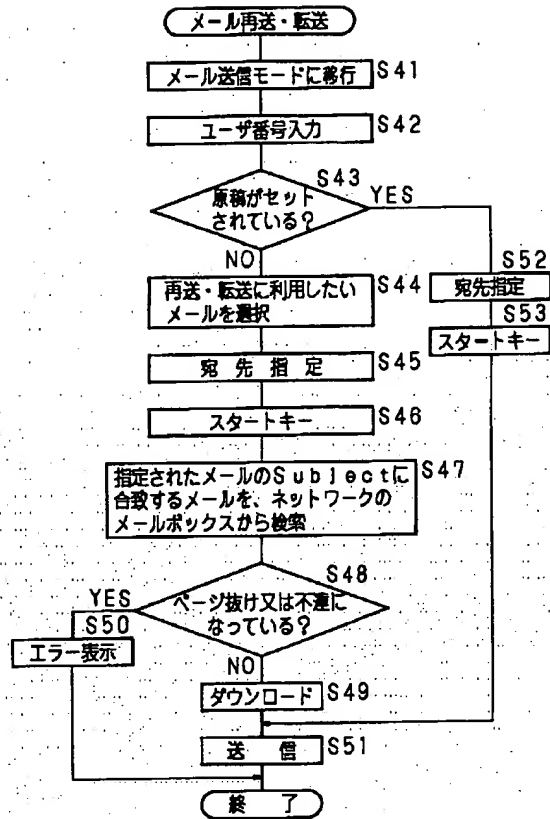 メール再送・転送
メール送信モードに移行 S41
ユーザ番号入力 S42
S43
原稿がセット
されている?
YES
NO
再送・転送に利用したい
メールを選択
S44
S52
宛先指定
S53
スタートキー
宛先指定 S45
スタートキー S46
指定されたメールのSubjectに
合致するメールを、ネットワークの
メールボックスから検索
S47
S48
ページ抜け又は不達に
なっている?
YES
S50
エラー表示
NO
ダウンロード S49
送信 S51
終了